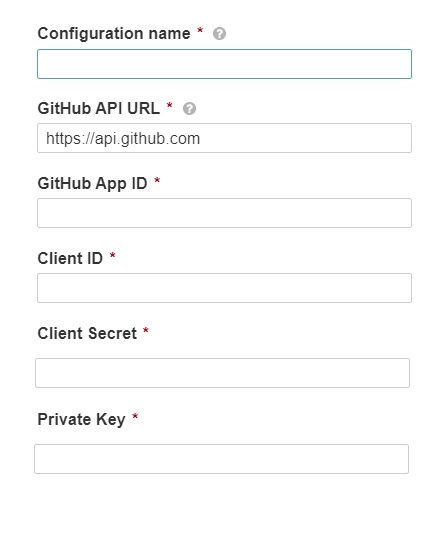 Configuration name * ?
GitHub API URL * ?
https://api.github.com
GitHub App ID *
Client ID *
Client Secret *
Private Key *